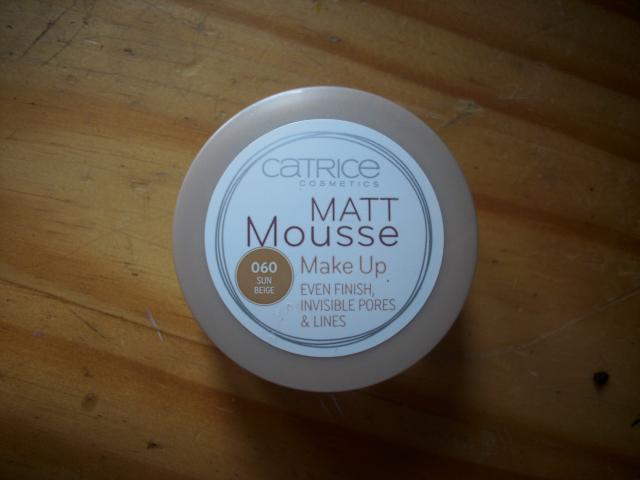 CATRICE
COSMETICS
MATT
Mousse
Make Up
060
SUN
BEIGE
EVEN FINISH,
INVISIBLE PORES
& LINES